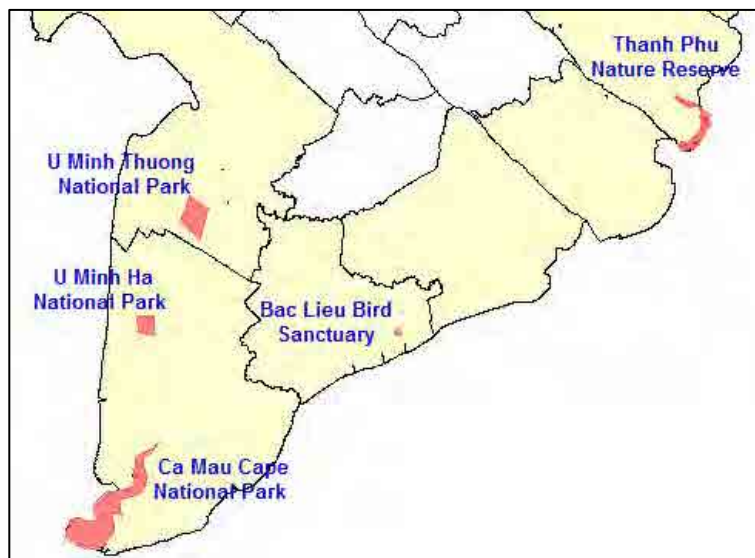 Thanh Phu
Nature Reserve
U Minh Thuong
National Park
U Minh Ha
National Park
Bac Lieu Bird
Sanctuary
Ca Mau Cape
National Park